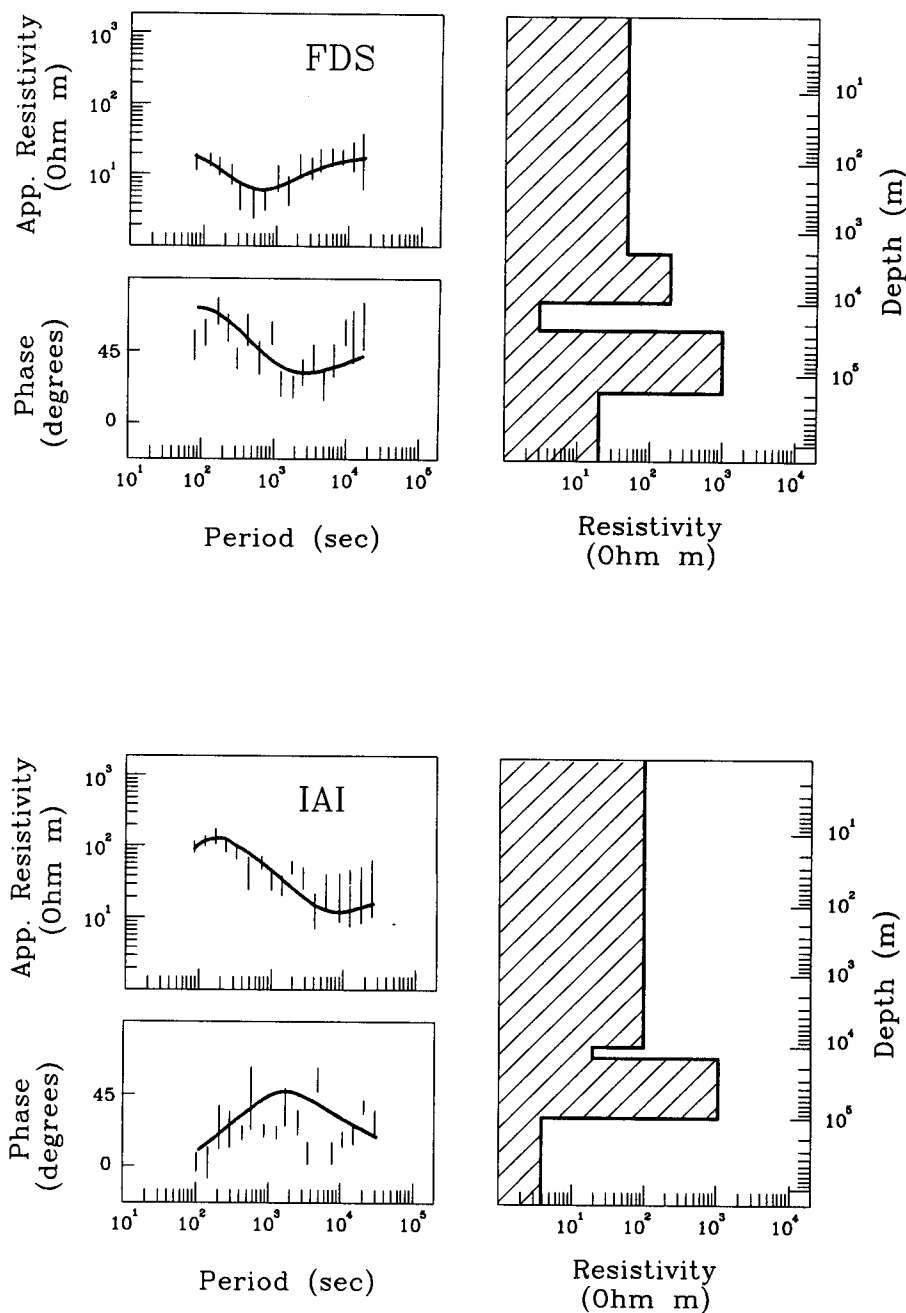 FDS
App. Resistivity
(Ohm m)
10³
10²
10¹
Phase
(degrees)
45
0
10¹ 10² 10³ 10⁴ 10⁵
Period (sec)
10¹
10²
10³
10⁴
10⁵
Depth (m)
10¹ 10² 10³ 10⁴
Resistivity
(Ohm m)
IAI
App. Resistivity
(Ohm m)
10³
10²
10¹
Phase
(degrees)
45
0
10¹ 10² 10³ 10⁴ 10⁵
Period (sec)
10¹
10²
10³
10⁴
10⁵
Depth (m)
10¹ 10² 10³ 10⁴
Resistivity
(Ohm m)